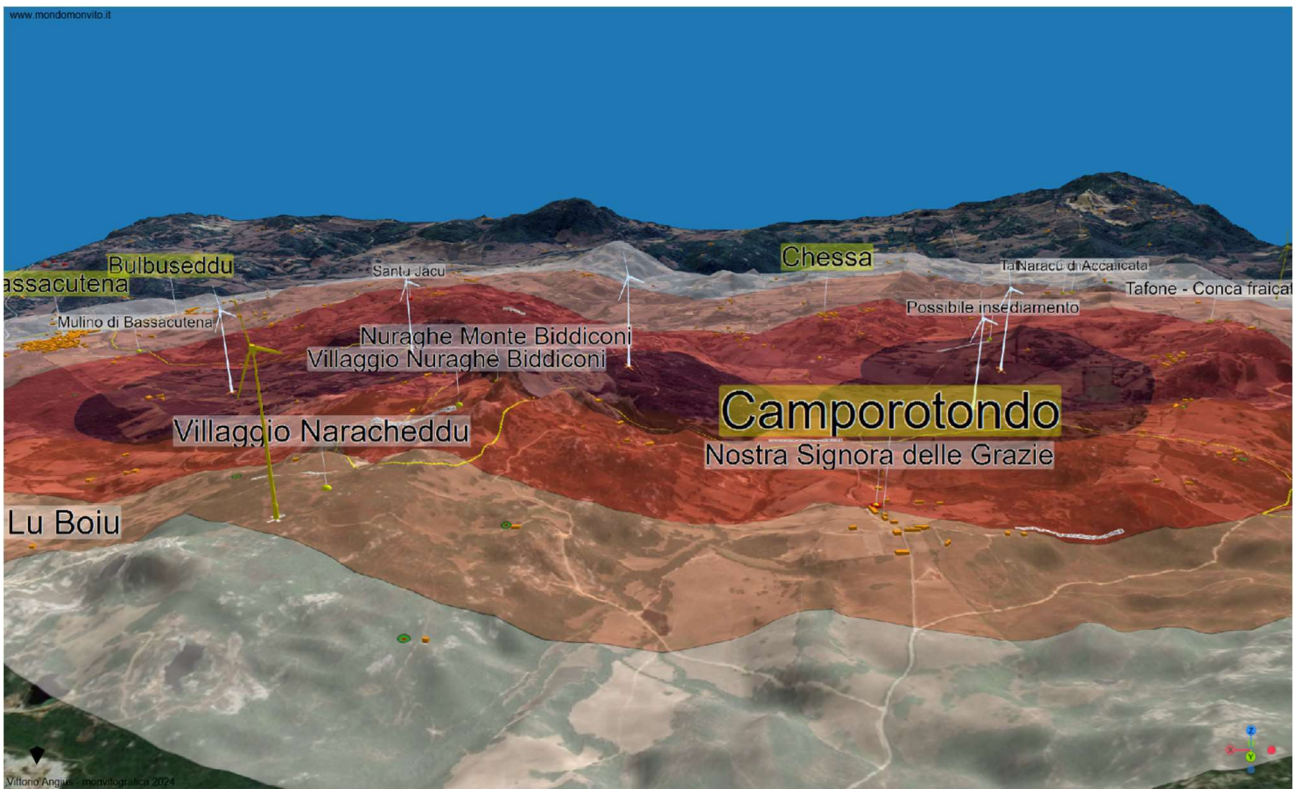 www.mondomonvito.it
Bulbuseddu
Chessa
assacutena
Santu Jacu
Naracu di Accalicata
Tafone - Conca fraicat
Mulino di Bassacutena
Possibile insediamento
Nuraghe Monte Biddiconi
Villaggio Nuraghe Biddiconi
Camporotondo
Villaggio Naracheddu
Nostra Signora delle Grazie
Lu Boiu
Z
X
Y
Vittorio Angius - monvitografica 2024